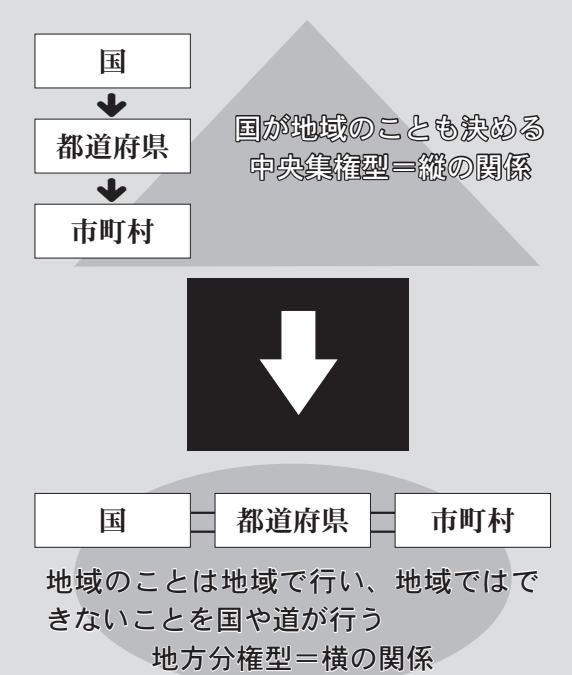 国
都道府県
市町村
国が地域のことも決める
中央集権型＝縦の関係
国
都道府県
市町村
地域のことは地域で行い、地域ではで
きないことを国や道が行う
地方分権型＝横の関係